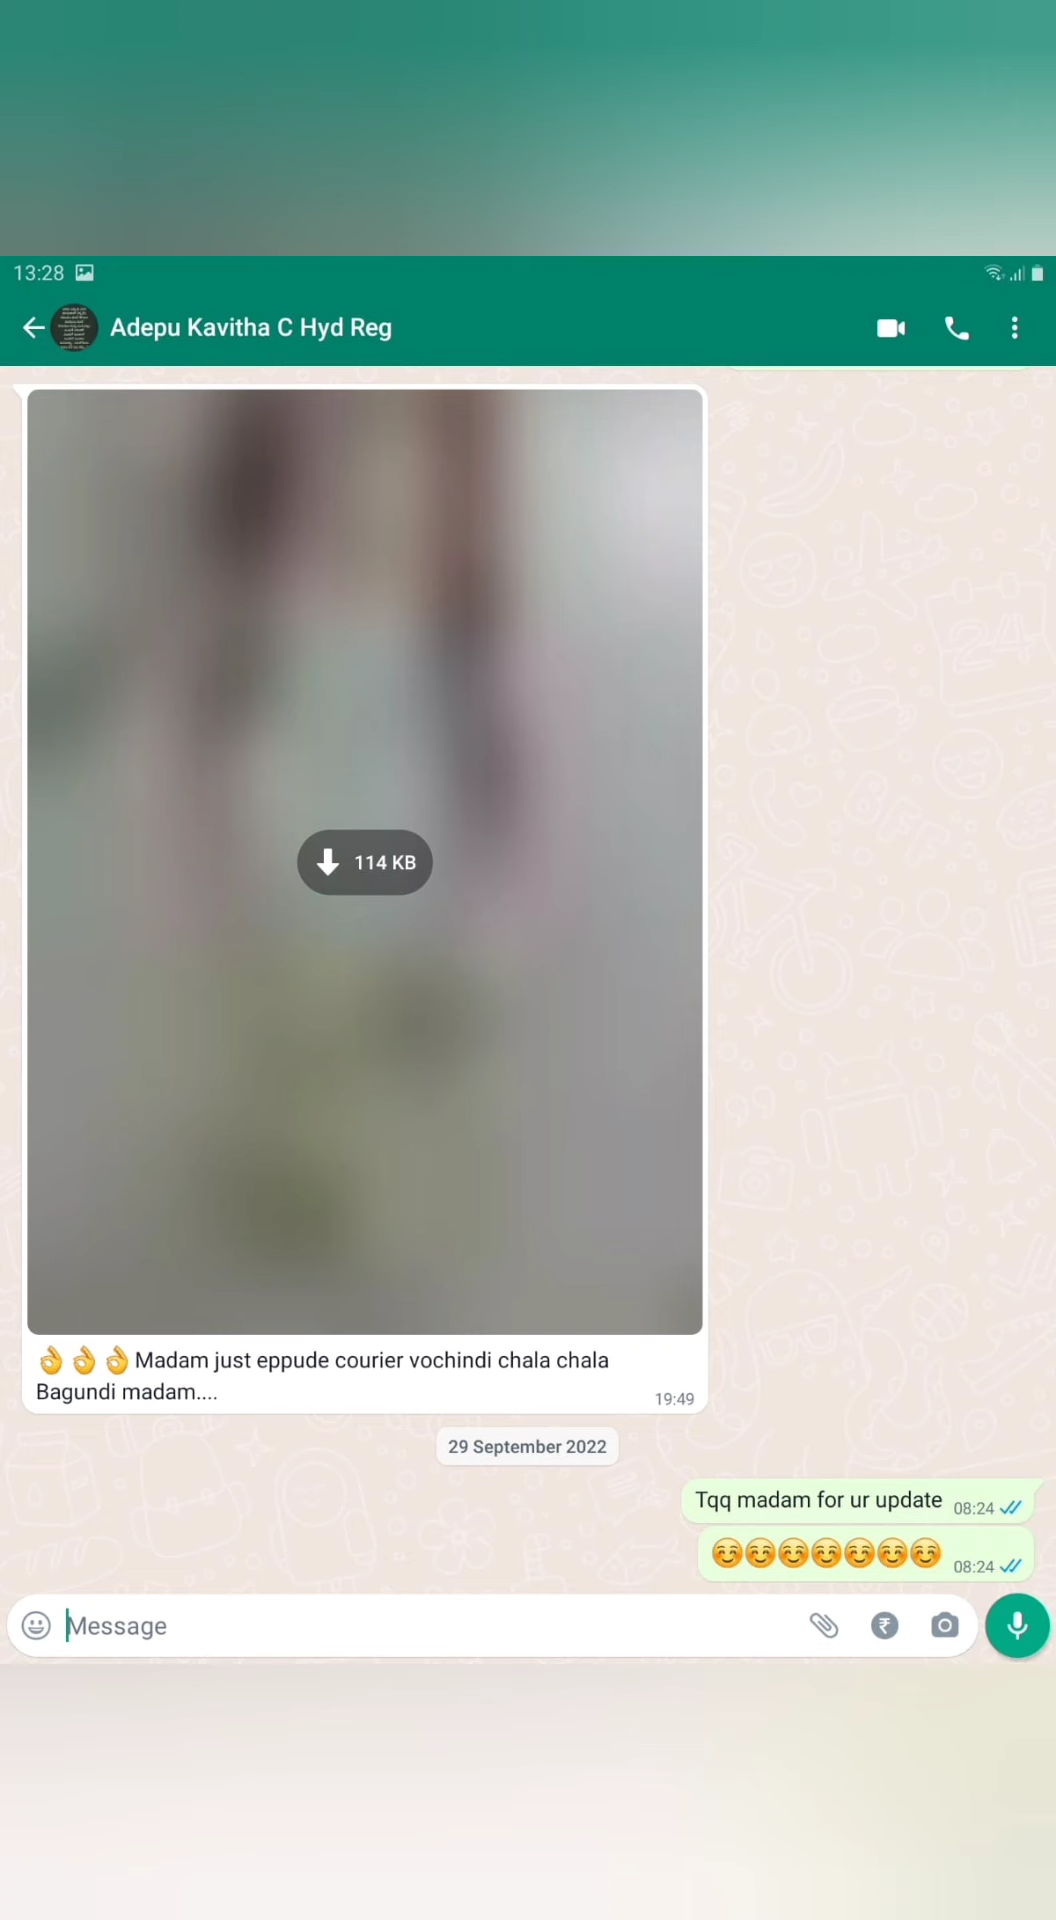 13:28
Adepu Kavitha C Hyd Reg
114 KB
👌👌👌Madam just eppude courier vochindi chala chala
Bagundi madam....
19:49
29 September 2022
Tqq madam for ur update 08:24
☺️☺️☺️☺️☺️☺️☺️ 08:24
Message